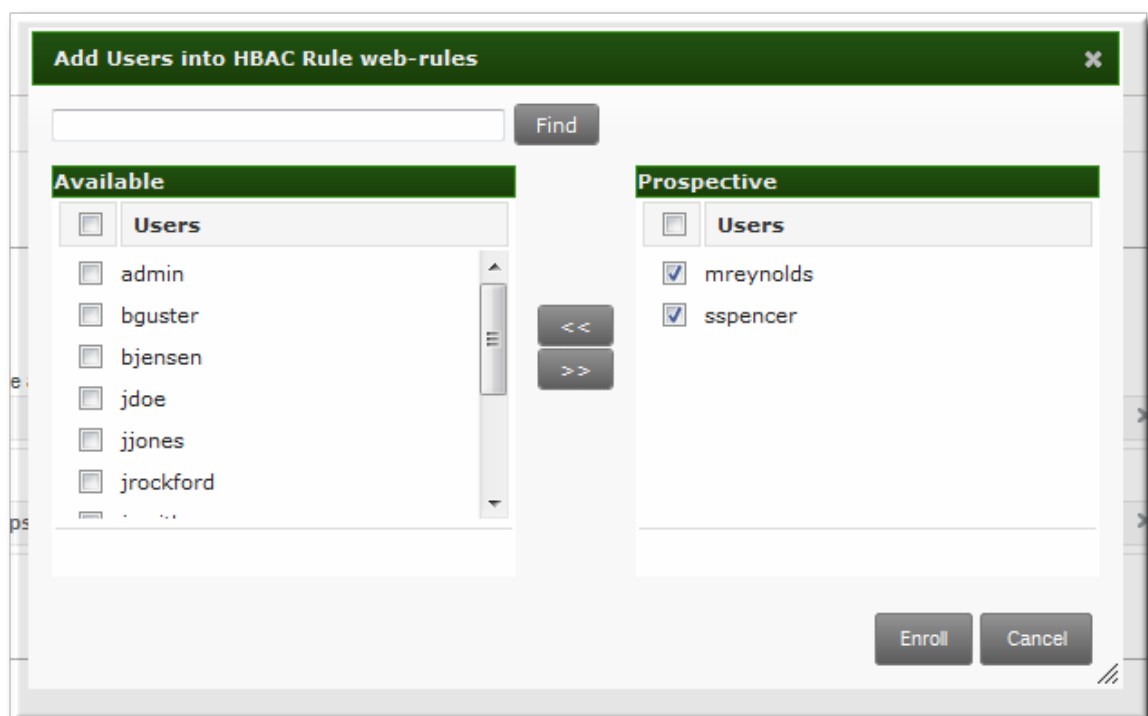 Add Users into HBAC Rule web-rules
Find
Available
Users
admin
bguster
bjensen
jdoe
jjones
jrockford
<<
>>
Prospective
Users
mreynolds
sspencer
Enroll
Cancel